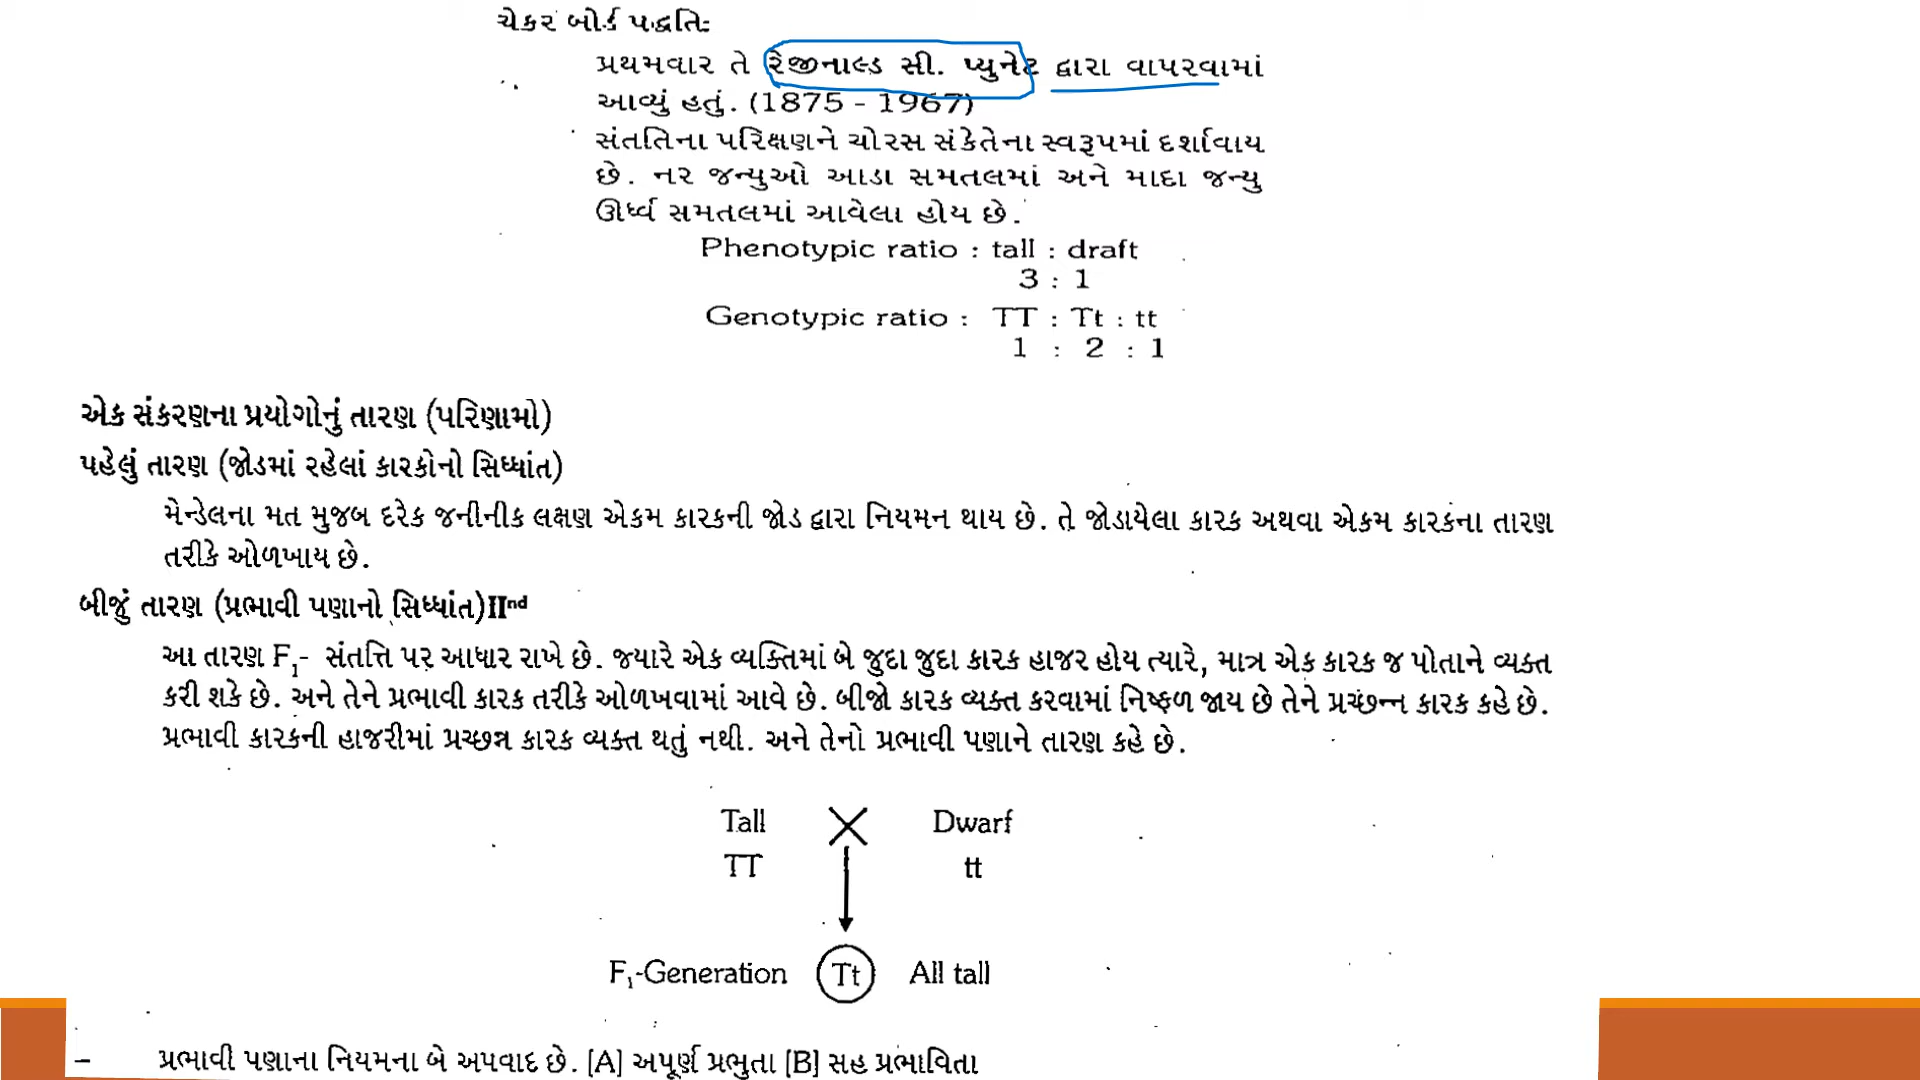 ચેકર બોર્ડ પદ્ધતિઃ
પ્રથમવાર તે રેજીનાલ્ડ સી. પ્યુનેટ દ્વારા વાપરવામાં
આવ્યું હતું. (1875 - 1967)
સંતતિના પરિક્ષણને ચોરસ સંકેતેના સ્વરૂપમાં દર્શાવાય
છે. નર જન્યુઓ આડા સમતલમાં અને માદા જન્યુ
ઊર્ધ્વ સમતલમાં આવેલા હોય છે.
Phenotypic ratio : tall : draft
3 : 1
Genotypic ratio : TT : Tt : tt
1 : 2 : 1
એક સંકરણના પ્રયોગોનું તારણ (પરિણામો)
પહેલું તારણ (જોડમાં રહેલાં કારકોનો સિધ્ધાંત)
મેન્ડેલના મત મુજબ દરેક જનીનીક લક્ષણ એકમ કારકની જોડ દ્વારા નિયમન થાય છે. તે જોડાયેલા કારક અથવા એકમ કારકના તારણ
તરીકે ઓળખાય છે.
બીજું તારણ (પ્રભાવી પણાનો સિધ્ધાંત)IInd
આ તારણ F1- સંતત્તિ પર આધાર રાખે છે. જ્યારે એક વ્યક્તિમાં બે જુદા જુદા કારક હાજર હોય ત્યારે, માત્ર એક કારક જ પોતાને વ્યક્ત
કરી શકે છે. અને તેને પ્રભાવી કારક તરીકે ઓળખવામાં આવે છે. બીજો કારક વ્યક્ત કરવામાં નિષ્ફળ જાય છે તેને પ્રચ્છન્ન કારક કહે છે.
પ્રભાવી કારકની હાજરીમાં પ્રચ્છન્ન કારક વ્યક્ત થતું નથી. અને તેનો પ્રભાવી પણાને તારણ કહે છે.
Tall X Dwarf
TT tt
F1-Generation Tt All tall
– પ્રભાવી પણાના નિયમના બે અપવાદ છે. [A] અપૂર્ણ પ્રભુતા [B] સહ પ્રભાવિતા